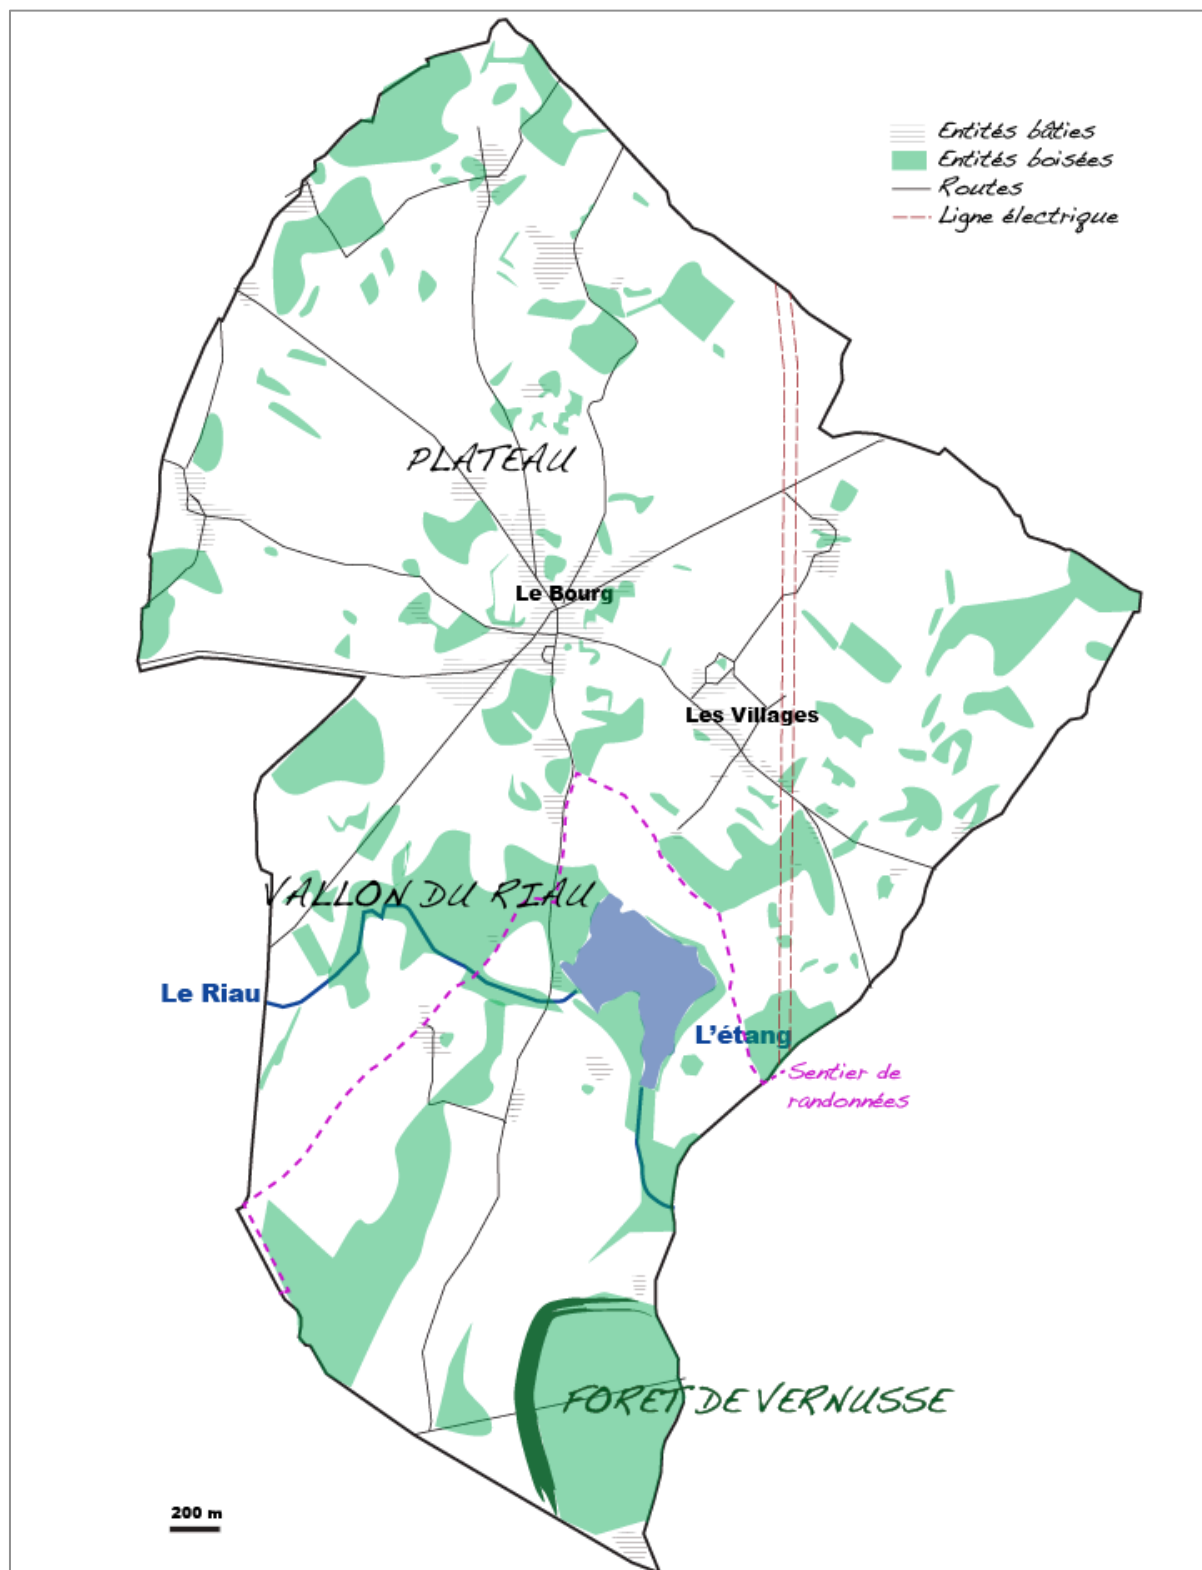 Entités bâties
Entités boisées
Routes
Ligne électrique
PLATEAU
Le Bourg
Les Villages
VALLON DU RIAU
Le Riau
L'étang
Sentier de
randonnées
FORET DE VERNUSSE
200 m